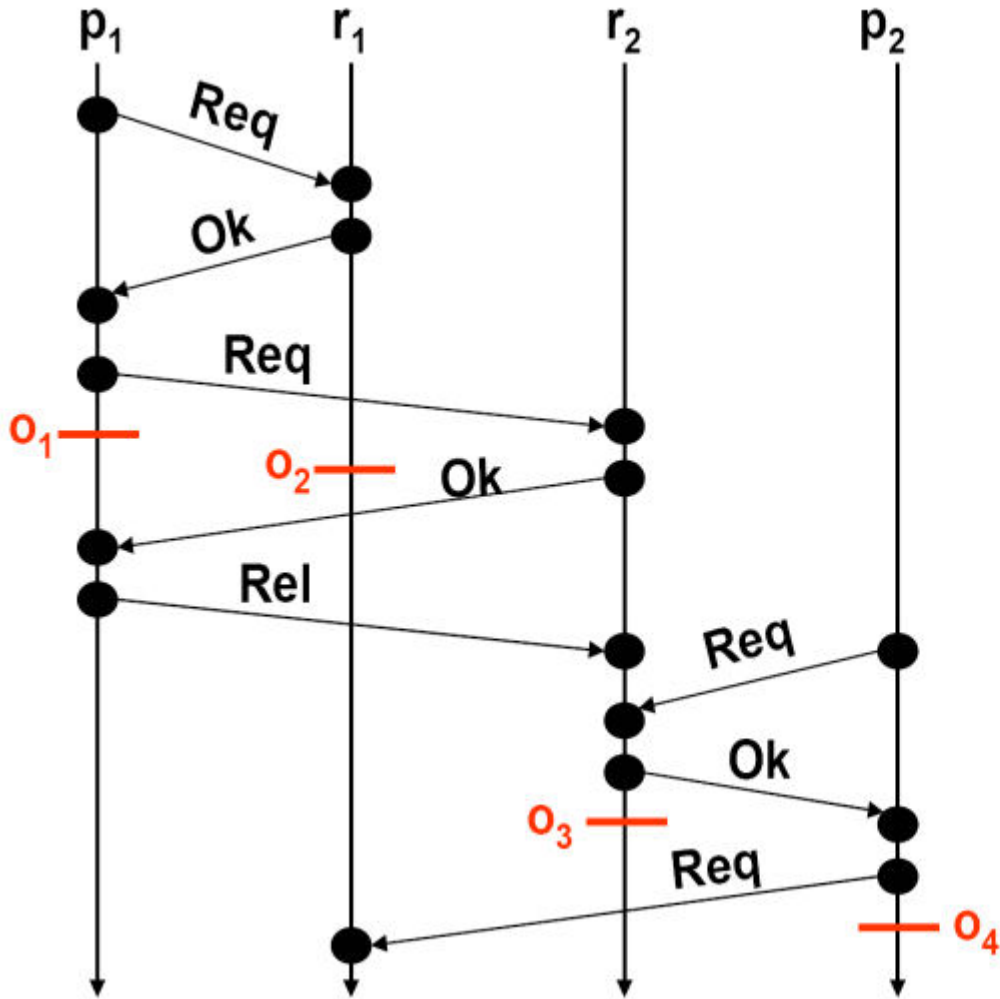 p₁ r₁ r₂ p₂
Req
Ok
Req
o₁
o₂
Ok
Rel
Req
Ok
o₃
Req
o₄